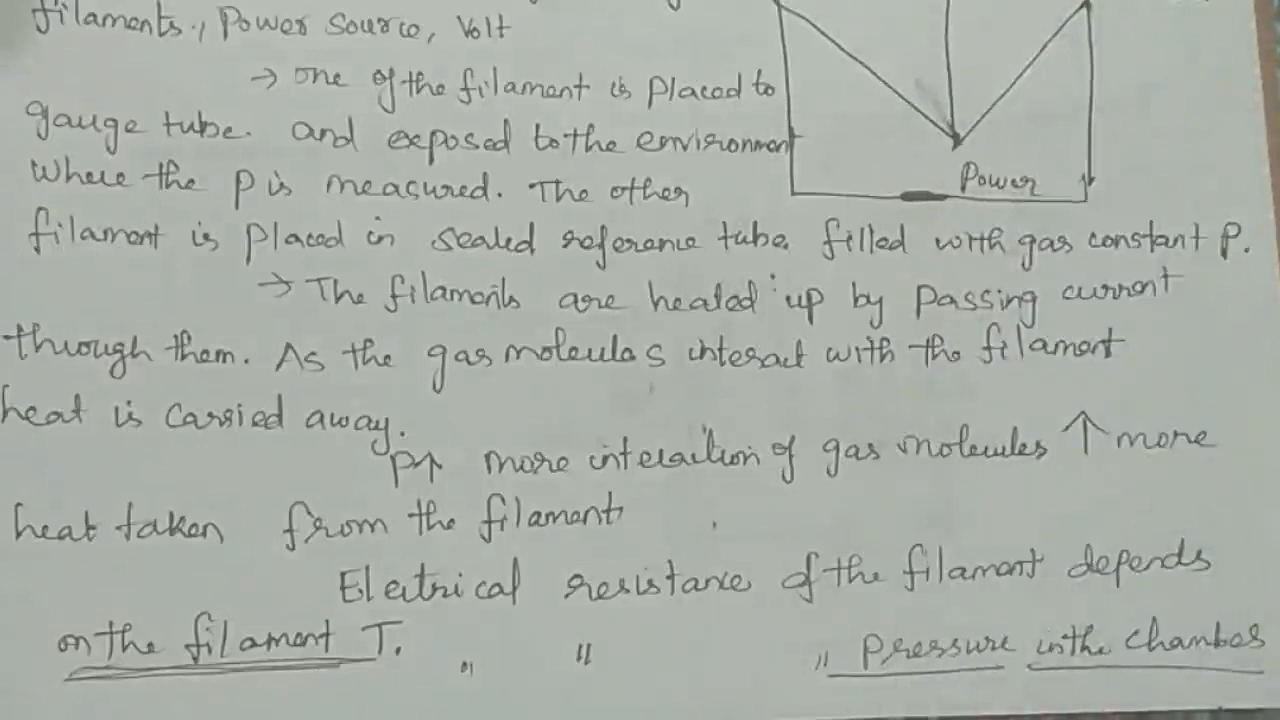 filaments, Power Source, Volt
→ one of the filament is placed to
gauge tube. and exposed to the environment
Where the P is measured. The other
Power
filament is placed in sealed reference tube. filled with gas constant P.
→ The filaments are heated up by passing current
through them. As the gas molecules interact with the filament
heat is carried away.
P↑ more interaction of gas molecules ↑ more
heat taken from the filament
Electrical resistance of the filament depends
on the filament T.
" " " Pressure in the chamber